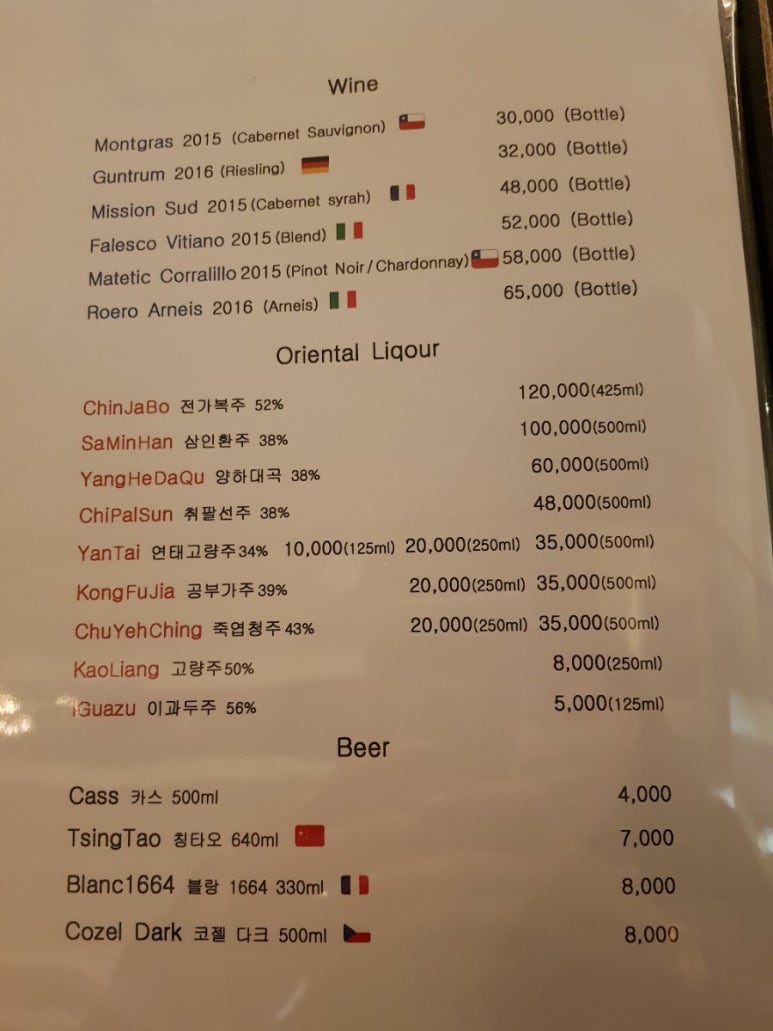 Wine
Montgras 2015 (Cabernet Sauvignon) 30,000 (Bottle)
Guntrum 2016 (Riesling) 32,000 (Bottle)
Mission Sud 2015(Cabernet syrah) 48,000 (Bottle)
Falesco Vitiano 2015(Blend) 52,000 (Bottle)
Matetic Corralillo 2015(Pinot Noir/Chardonnay) 58,000 (Bottle)
Roero Arneis 2016 (Arneis) 65,000 (Bottle)
Oriental Liqour
ChinJaBo 전가복주 52% 120,000(425ml)
SaMinHan 삼인환주 38% 100,000(500ml)
YangHeDaQu 양하대곡 38% 60,000(500ml)
ChiPalSun 취팔선주 38% 48,000(500ml)
YanTai 연태고량주34% 10,000(125ml) 20,000(250ml) 35,000(500ml)
KongFuJia 공부가주39% 20,000(250ml) 35,000(500ml)
ChuYehChing 죽엽청주43% 20,000(250ml) 35,000(500ml)
KaoLiang 고량주50% 8,000(250ml)
IGuazu 이과두주 56% 5,000(125ml)
Beer
Cass 카스 500ml 4,000
TsingTao 칭타오 640ml 7,000
Blanc1664 블랑 1664 330ml 8,000
Cozel Dark 코젤 다크 500ml 8,000